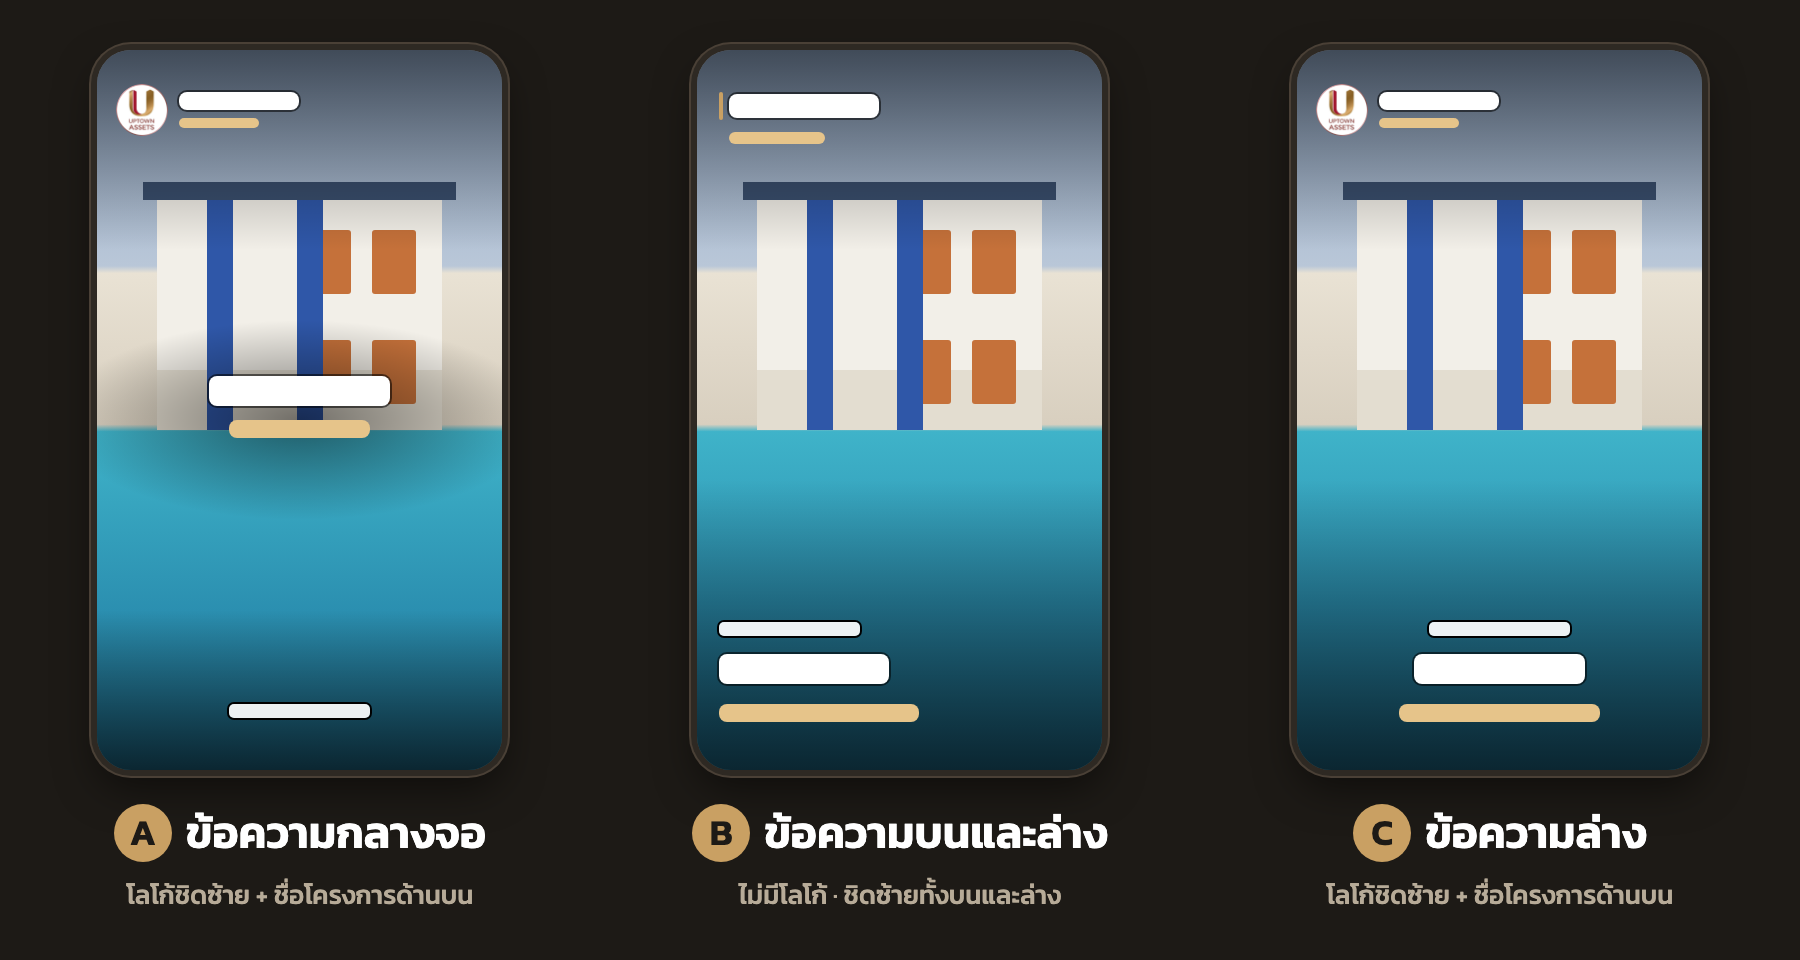 U
UPTOWN
ASSETS
U
UPTOWN
ASSETS
A ข้อความกลางจอ
โลโก้ชิดซ้าย + ชื่อโครงการด้านบน
B ข้อความบนและล่าง
ไม่มีโลโก้ · ชิดซ้ายทั้งบนและล่าง
C ข้อความล่าง
โลโก้ชิดซ้าย + ชื่อโครงการด้านบน